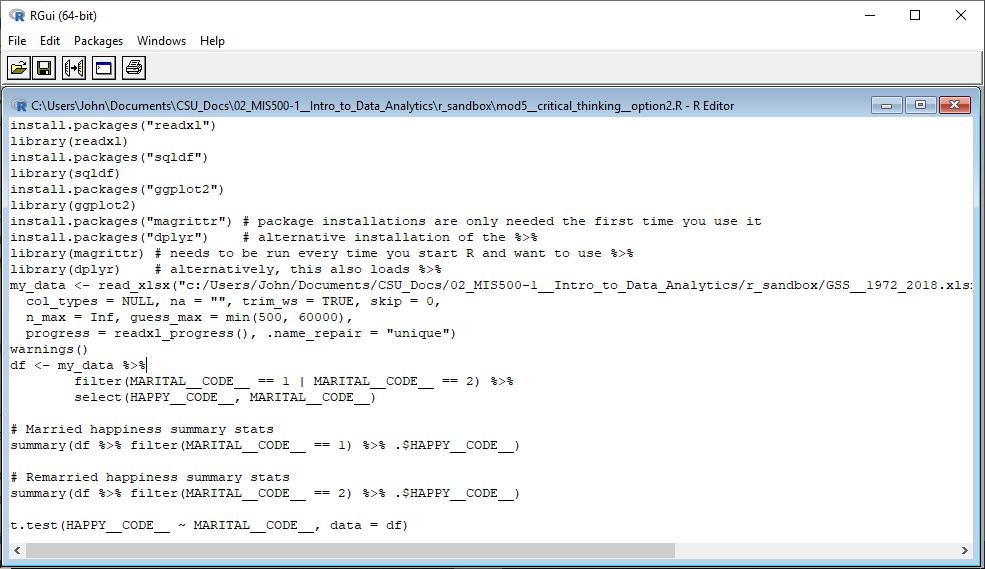 RGui (64-bit)
File Edit Packages Windows Help
C:\Users\John\Documents\CSU_Docs\02_MIS500-1__Intro_to_Data_Analytics\r_sandbox\mod5__critical_thinking__option2.R - R Editor
install.packages("readxl")
library(readxl)
install.packages("sqldf")
library(sqldf)
install.packages("ggplot2")
library(ggplot2)
install.packages("magrittr") # package installations are only needed the first time you use it
install.packages("dplyr")    # alternative installation of the %>%
library(magrittr) # needs to be run every time you start R and want to use %>%
library(dplyr)    # alternatively, this also loads %>%
my_data <- read_xlsx("c:/Users/John/Documents/CSU_Docs/02_MIS500-1__Intro_to_Data_Analytics/r_sandbox/GSS__1972_2018.xlsx
  col_types = NULL, na = "", trim_ws = TRUE, skip = 0,
  n_max = Inf, guess_max = min(500, 60000),
  progress = readxl_progress(), .name_repair = "unique")
warnings()
df <- my_data %>%
        filter(MARITAL__CODE__ == 1 | MARITAL__CODE__ == 2) %>%
        select(HAPPY__CODE__, MARITAL__CODE__)
# Married happiness summary stats
summary(df %>% filter(MARITAL__CODE__ == 1) %>% .$HAPPY__CODE__)
# Remarried happiness summary stats
summary(df %>% filter(MARITAL__CODE__ == 2) %>% .$HAPPY__CODE__)
t.test(HAPPY__CODE__ ~ MARITAL__CODE__, data = df)